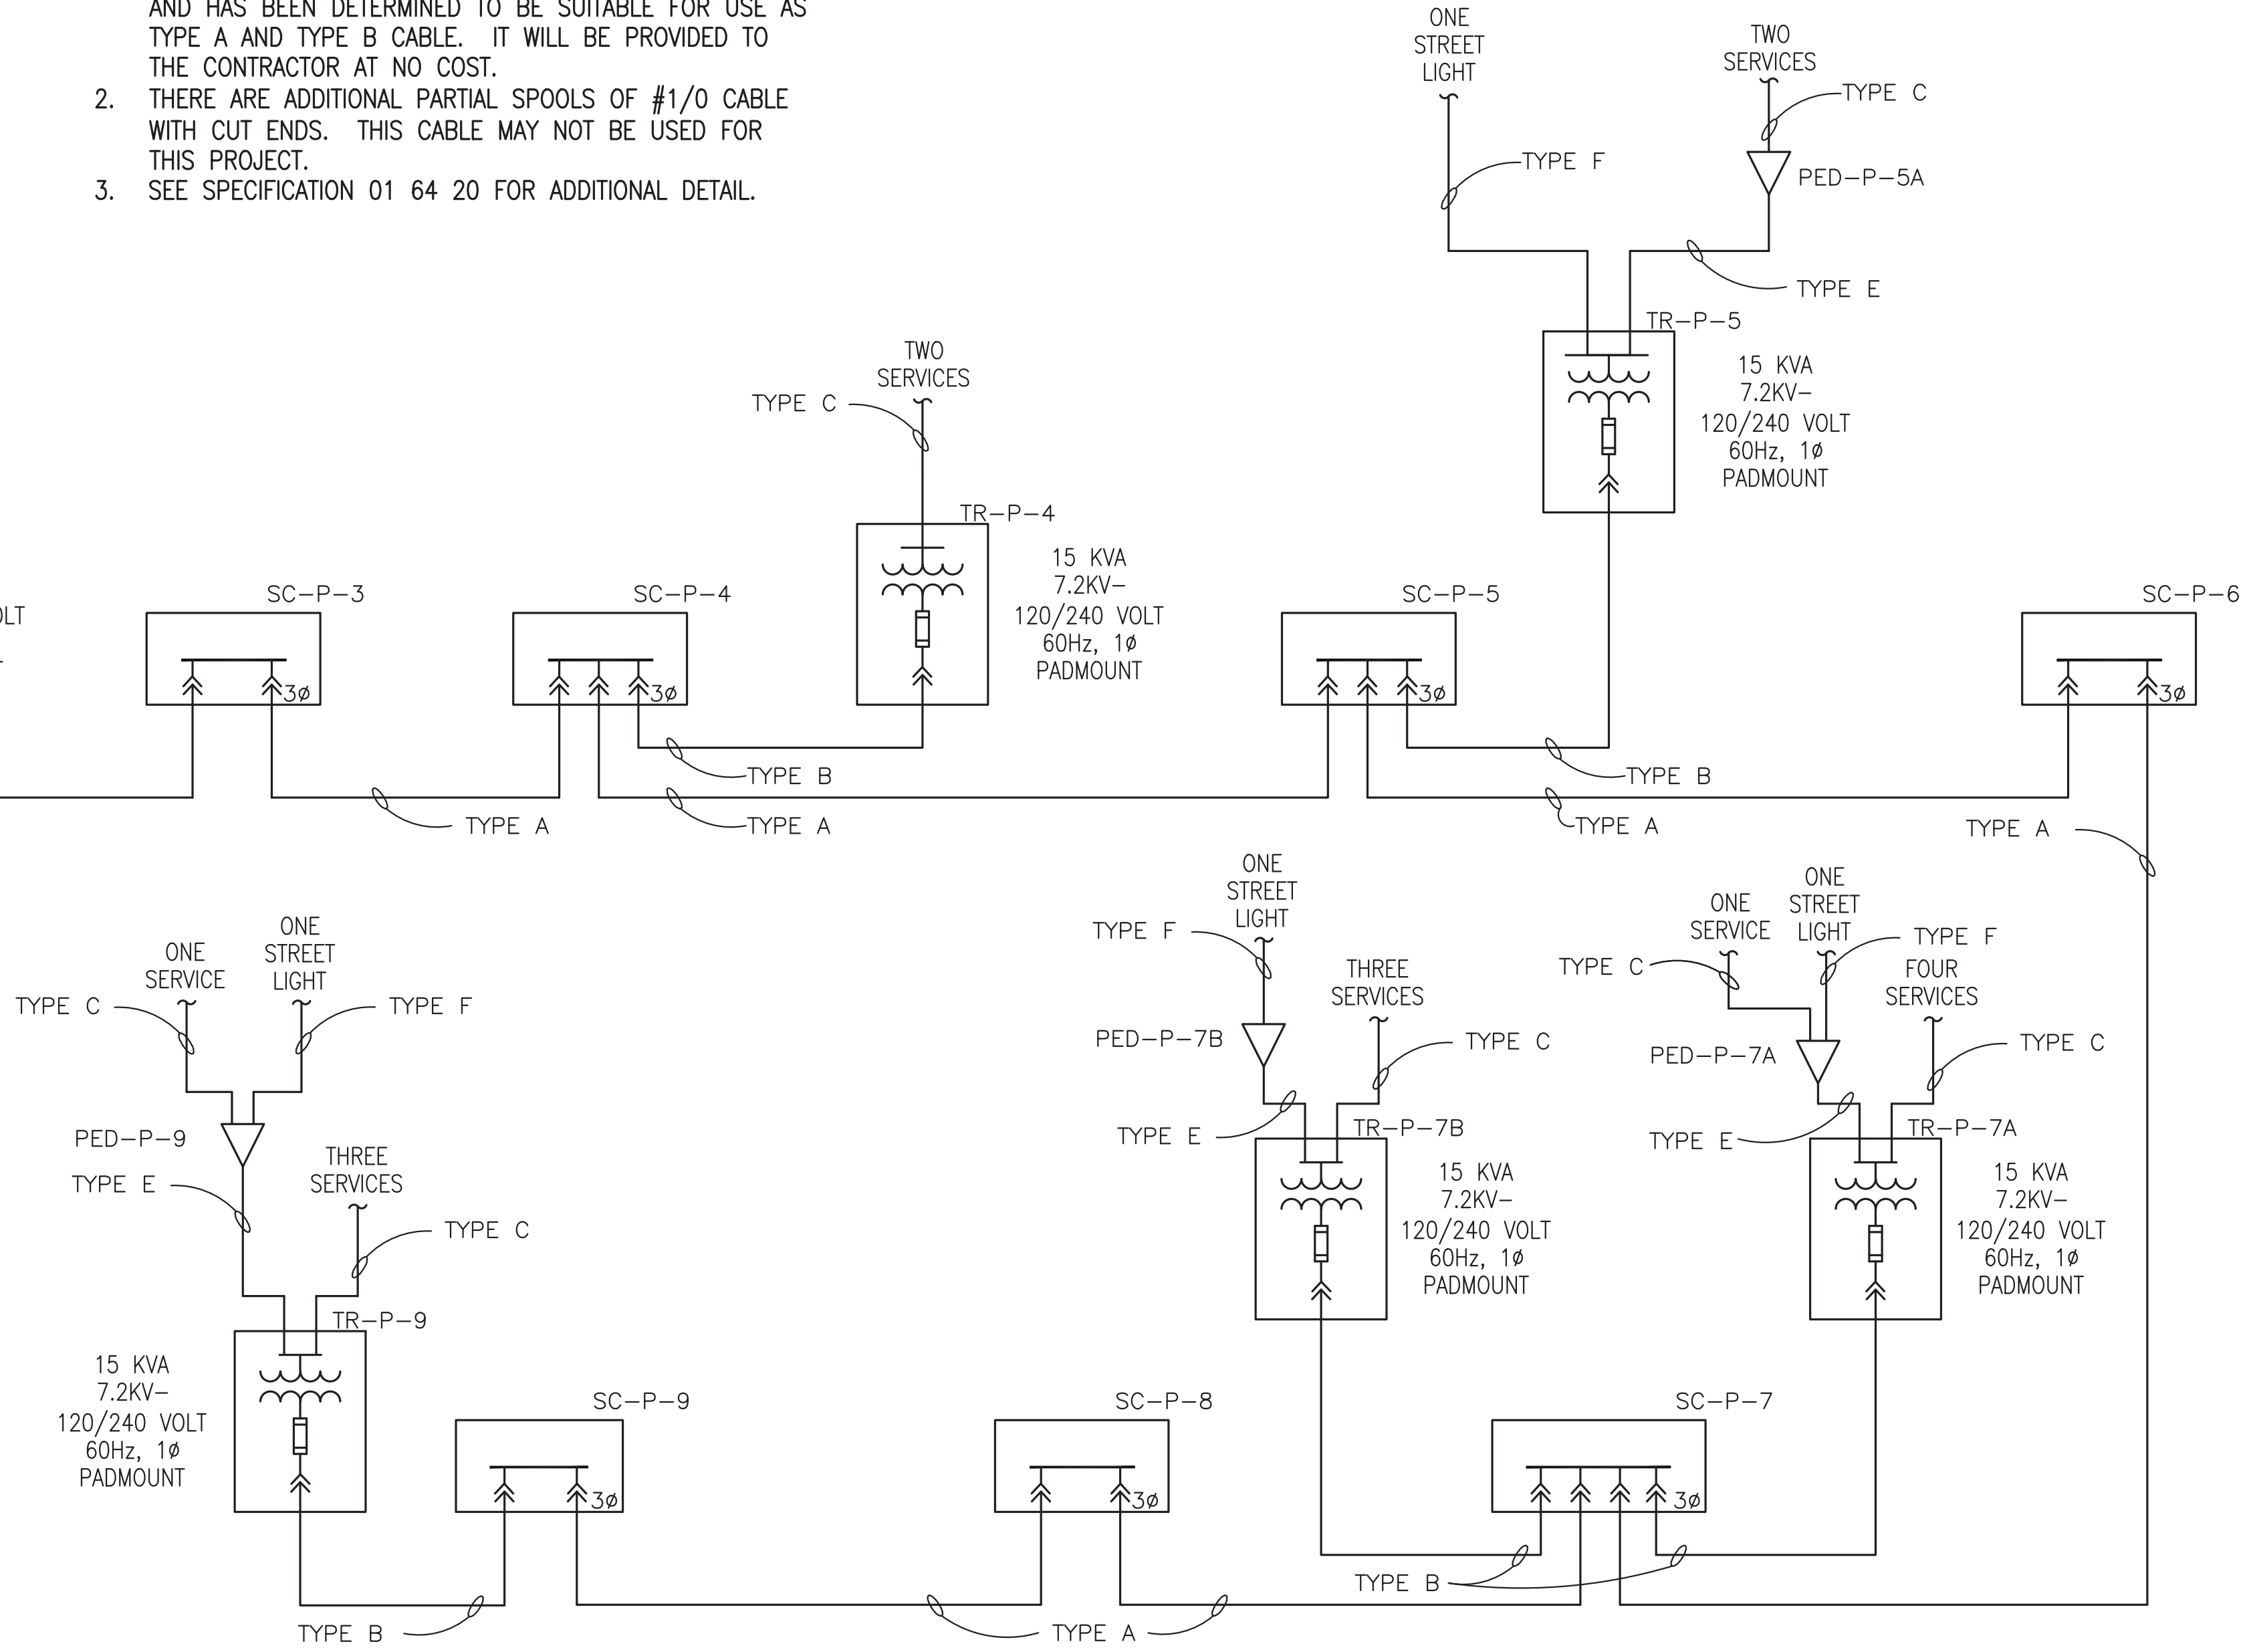 AND HAS BEEN DETERMINED TO BE SUITABLE FOR USE AS
TYPE A AND TYPE B CABLE. IT WILL BE PROVIDED TO
THE CONTRACTOR AT NO COST.
2. THERE ARE ADDITIONAL PARTIAL SPOOLS OF #1/0 CABLE
WITH CUT ENDS. THIS CABLE MAY NOT BE USED FOR
THIS PROJECT.
3. SEE SPECIFICATION 01 64 20 FOR ADDITIONAL DETAIL.
ONE
STREET
LIGHT
TWO
SERVICES
TYPE C
TYPE F
PED-P-5A
TYPE E
TR-P-5
15 KVA
7.2KV-
120/240 VOLT
60Hz, 1ø
PADMOUNT
TWO
SERVICES
TYPE C
TR-P-4
15 KVA
7.2KV-
120/240 VOLT
60Hz, 1ø
PADMOUNT
OLT
SC-P-3
3ø
SC-P-4
3ø
SC-P-5
3ø
SC-P-6
3ø
TYPE B
TYPE B
TYPE A
TYPE A
TYPE A
TYPE A
ONE
STREET
LIGHT
TYPE F
THREE
SERVICES
PED-P-7B
TYPE C
TYPE E
TR-P-7B
15 KVA
7.2KV-
120/240 VOLT
60Hz, 1ø
PADMOUNT
ONE
SERVICE
ONE
STREET
LIGHT
TYPE F
TYPE C
FOUR
SERVICES
PED-P-7A
TYPE C
TYPE E
TR-P-7A
15 KVA
7.2KV-
120/240 VOLT
60Hz, 1ø
PADMOUNT
ONE
SERVICE
ONE
STREET
LIGHT
TYPE C
TYPE F
PED-P-9
TYPE E
THREE
SERVICES
TYPE C
TR-P-9
15 KVA
7.2KV-
120/240 VOLT
60Hz, 1ø
PADMOUNT
SC-P-9
3ø
SC-P-8
3ø
SC-P-7
3ø
TYPE B
TYPE B
TYPE A